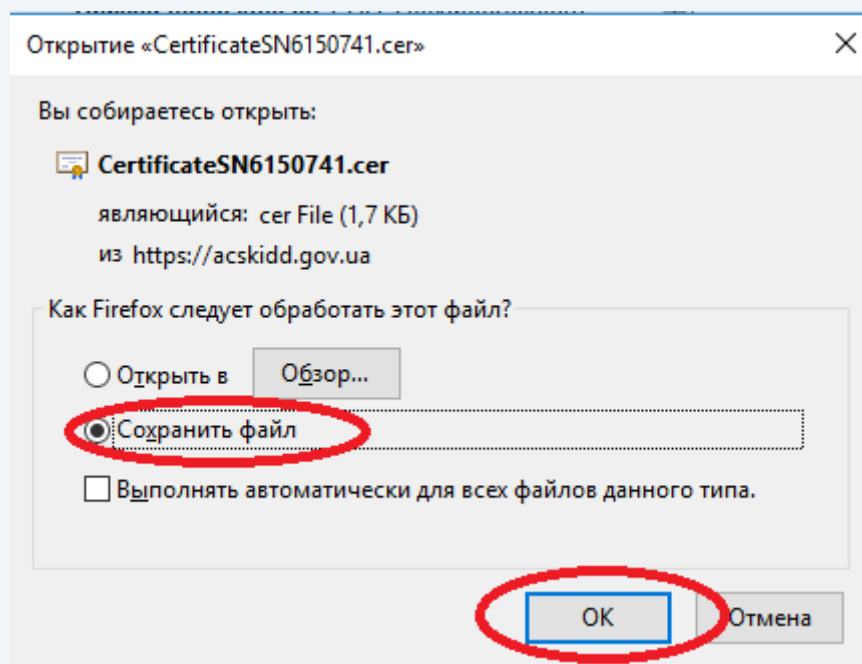 Открытие «CertificateSN6150741.cer»
Вы собираетесь открыть:
CertificateSN6150741.cer
являющийся: cer File (1,7 КБ)
из https://acskidd.gov.ua
Как Firefox следует обработать этот файл?
Открыть в Обзор...
Сохранить файл
Выполнять автоматически для всех файлов данного типа.
ОК Отмена